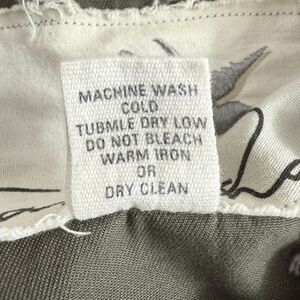 MACHINE WASH
COLD
TUBMLE DRY LOW
DO NOT BLEACH
WARM IRON
OR
DRY CLEAN